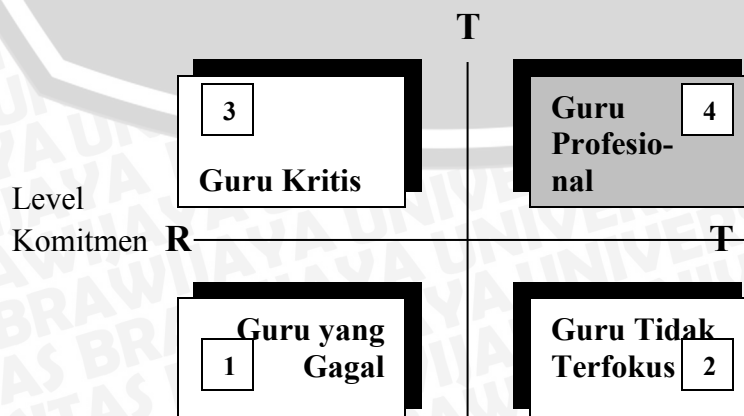 T
3
Guru Kritis
Guru
Profesio-
nal
4
Level
Komitmen R
T
Guru yang
Gagal
1
Guru Tidak
Terfokus
2